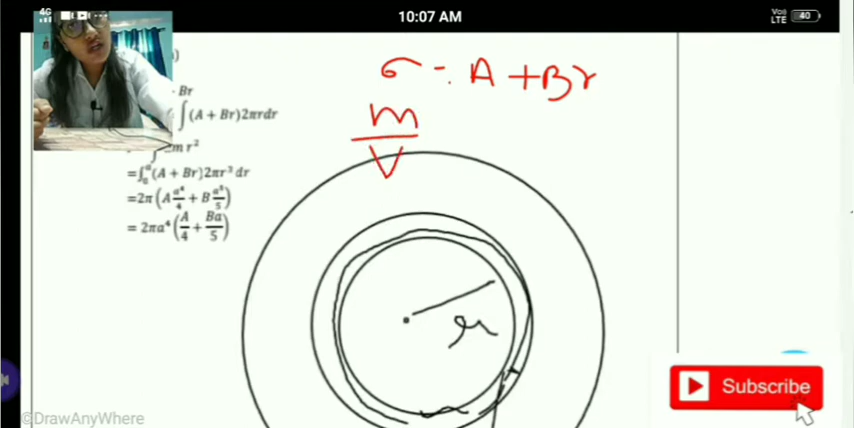 4G
10:07 AM
Vo)
LTE
40
σ = A + Br
m
V
Br
∫(A + Br)2πrdr
mr²
=∫₀ᵃ(A + Br)2πr³ dr
=2π(A a⁴/4 + B a⁵/5)
= 2πa⁴(A/4 + Ba/5)
r
Subscribe
©DrawAnyWhere